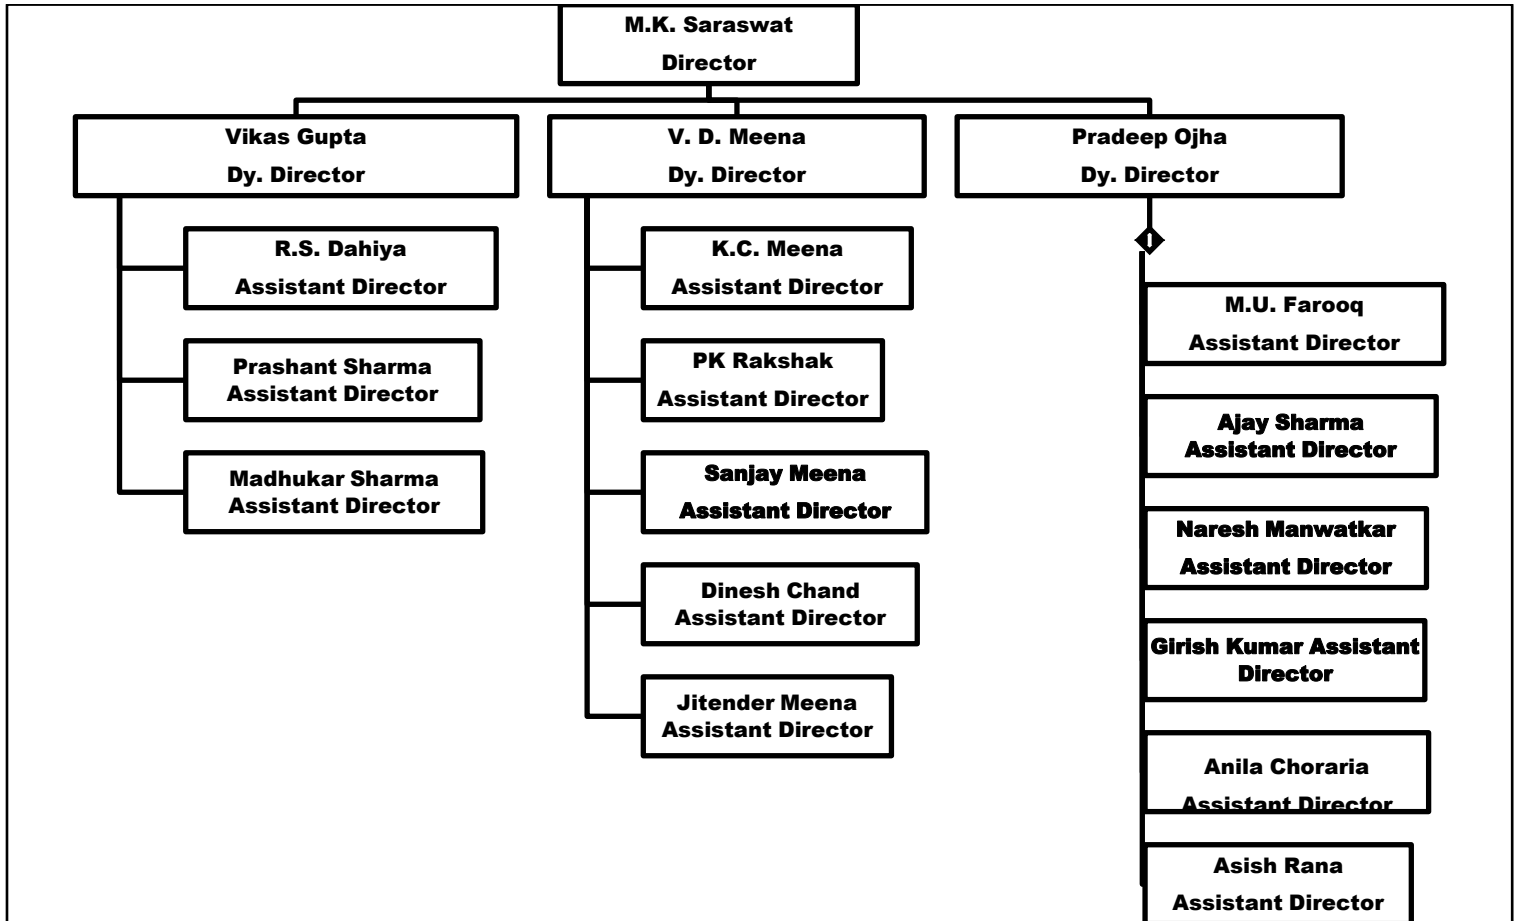 M.K. Saraswat
Director
Vikas Gupta
Dy. Director
V. D. Meena
Dy. Director
Pradeep Ojha
Dy. Director
R.S. Dahiya
Assistant Director
Prashant Sharma
Assistant Director
Madhukar Sharma
Assistant Director
K.C. Meena
Assistant Director
PK Rakshak
Assistant Director
Sanjay Meena
Assistant Director
Dinesh Chand
Assistant Director
Jitender Meena
Assistant Director
M.U. Farooq
Assistant Director
Ajay Sharma
Assistant Director
Naresh Manwatkar
Assistant Director
Girish Kumar Assistant
Director
Anila Choraria
Assistant Director
Asish Rana
Assistant Director